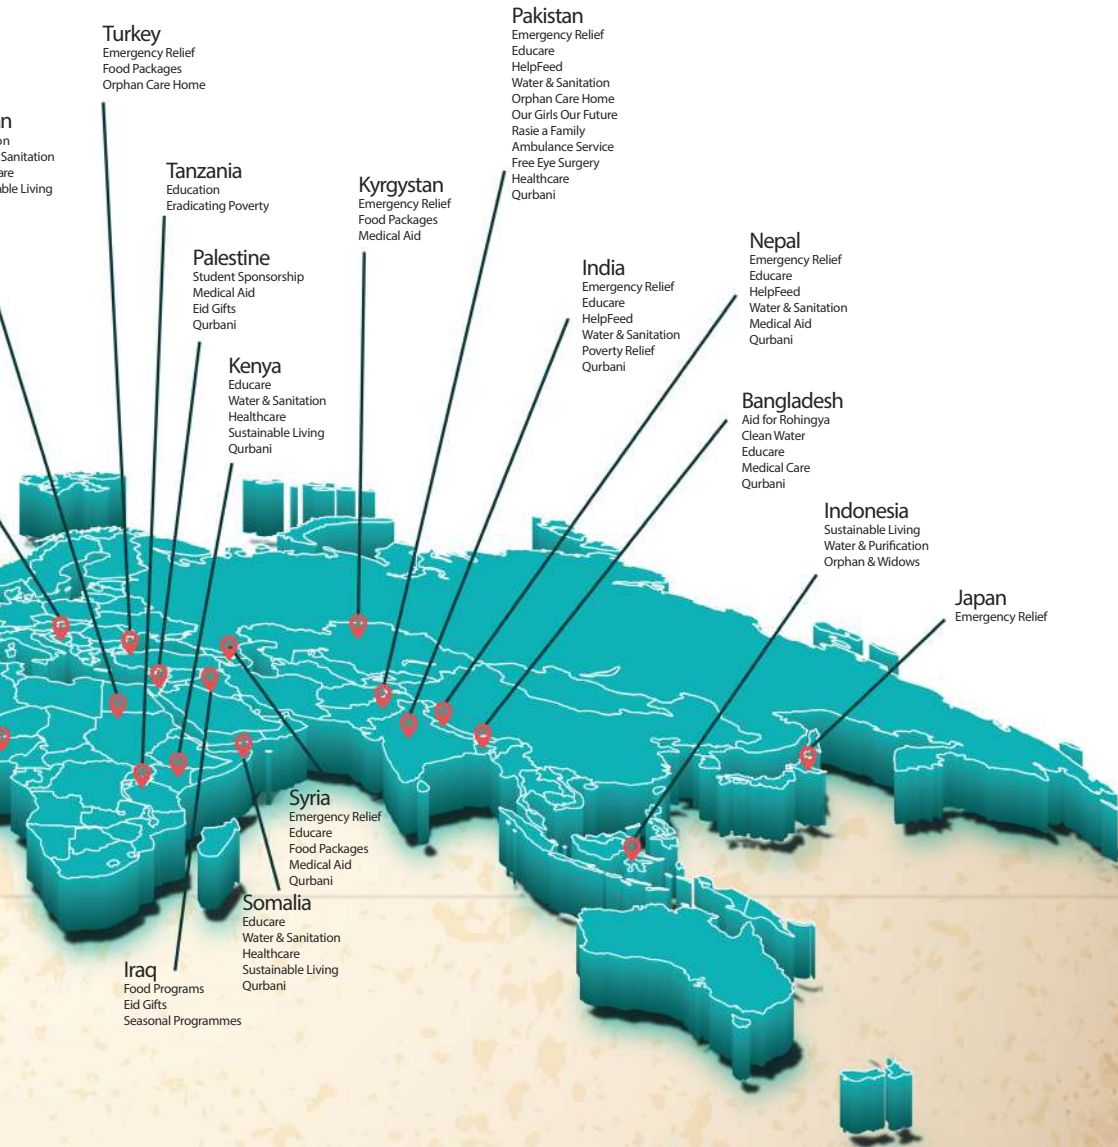 Turkey
Emergency Relief
Food Packages
Orphan Care Home
n
on
Sanitation
are
able Living
Tanzania
Education
Eradicating Poverty
Palestine
Student Sponsorship
Medical Aid
Eid Gifts
Qurbani
Kenya
Educare
Water & Sanitation
Healthcare
Sustainable Living
Qurbani
Kyrgystan
Emergency Relief
Food Packages
Medical Aid
Pakistan
Emergency Relief
Educare
HelpFeed
Water & Sanitation
Orphan Care Home
Our Girls Our Future
Rasie a Family
Ambulance Service
Free Eye Surgery
Healthcare
Qurbani
India
Emergency Relief
Educare
HelpFeed
Water & Sanitation
Poverty Relief
Qurbani
Nepal
Emergency Relief
Educare
HelpFeed
Water & Sanitation
Medical Aid
Qurbani
Bangladesh
Aid for Rohingya
Clean Water
Educare
Medical Care
Qurbani
Indonesia
Sustainable Living
Water & Purification
Orphan & Widows
Japan
Emergency Relief
Syria
Emergency Relief
Educare
Food Packages
Medical Aid
Qurbani
Somalia
Educare
Water & Sanitation
Healthcare
Sustainable Living
Qurbani
Iraq
Food Programs
Eid Gifts
Seasonal Programmes